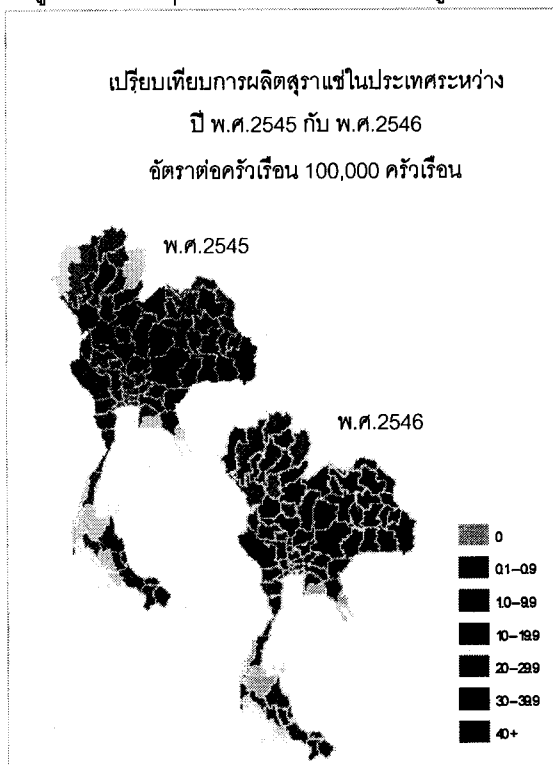 เปรียบเทียบการผลิตสุราแช่ในประเทศระหว่าง
ปี พ.ศ.2545 กับ พ.ศ.2546
อัตราต่อครัวเรือน 100,000 ครัวเรือน
พ.ศ.2545
พ.ศ.2546
0
0.1-0.9
1.0-9.9
10-19.9
20-29.9
30-39.9
40+